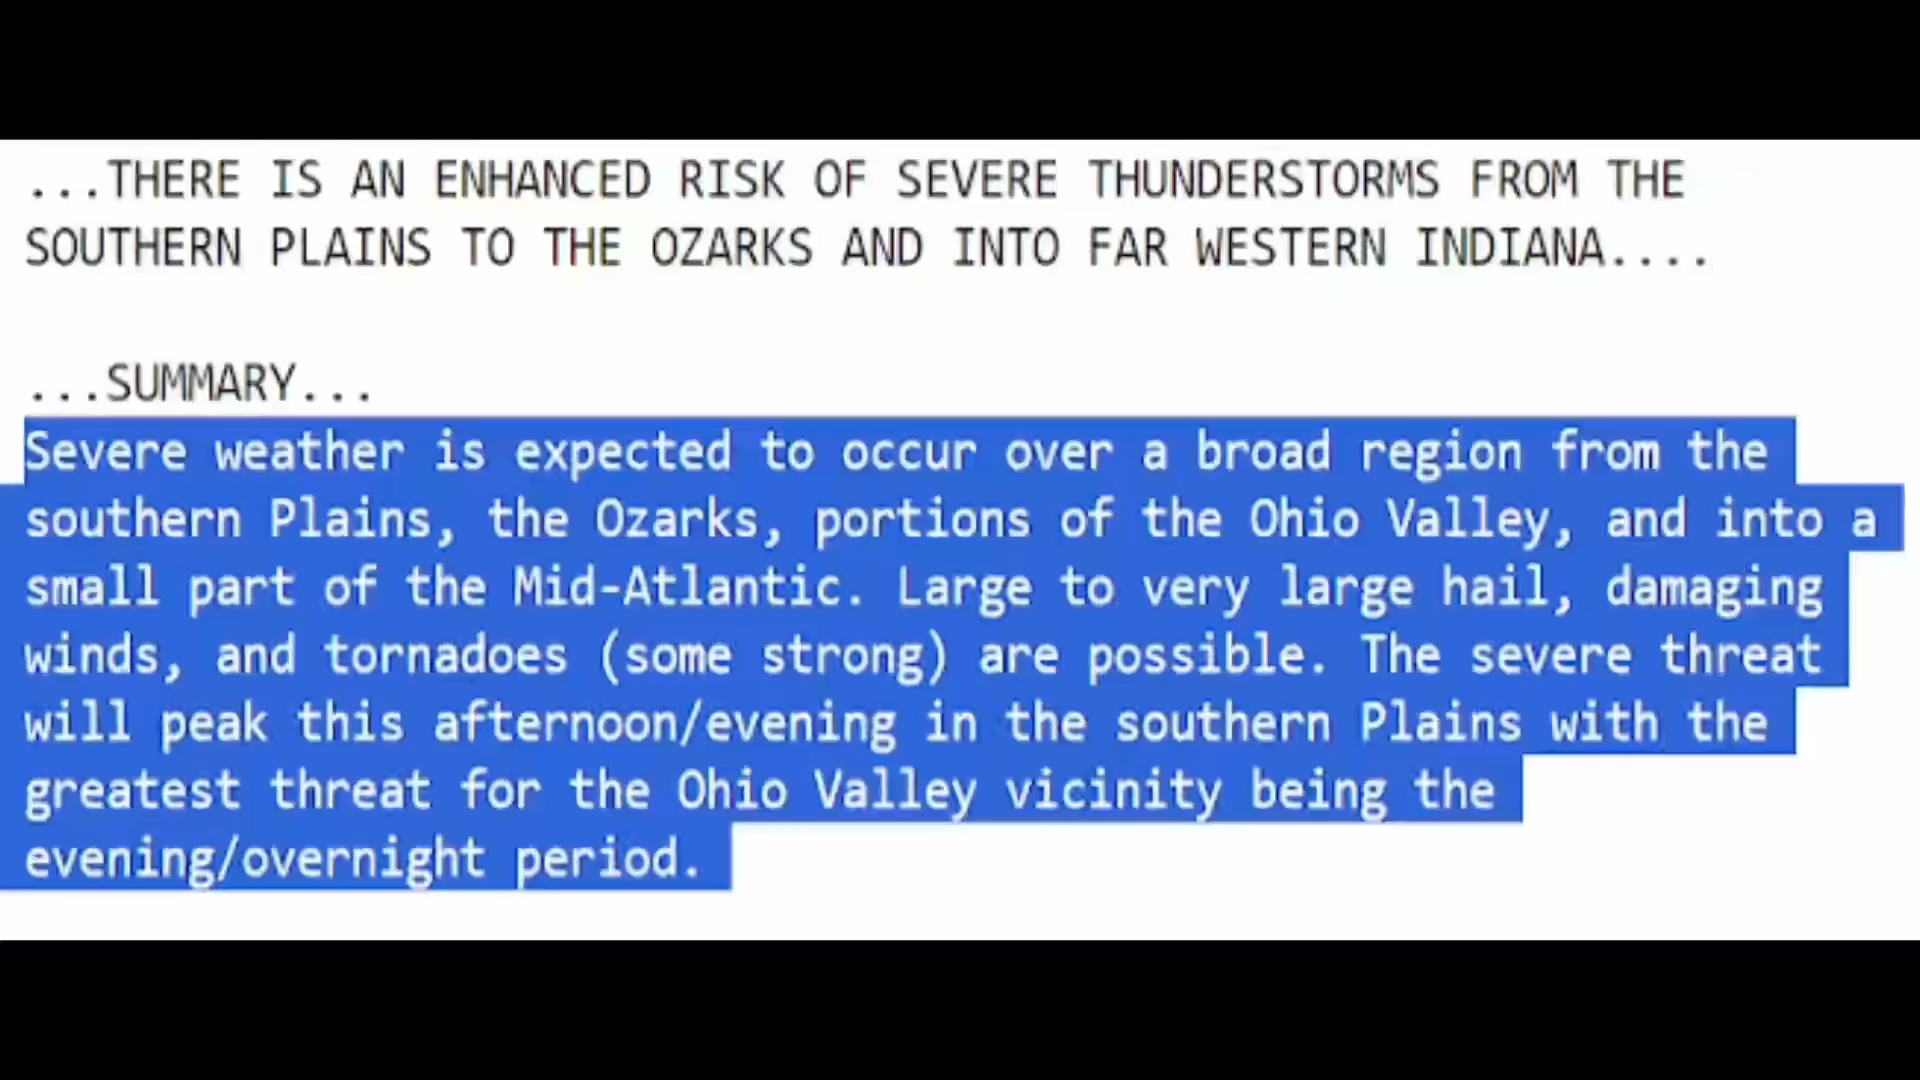 ...THERE IS AN ENHANCED RISK OF SEVERE THUNDERSTORMS FROM THE
SOUTHERN PLAINS TO THE OZARKS AND INTO FAR WESTERN INDIANA....
...SUMMARY...
Severe weather is expected to occur over a broad region from the
southern Plains, the Ozarks, portions of the Ohio Valley, and into a
small part of the Mid-Atlantic. Large to very large hail, damaging
winds, and tornadoes (some strong) are possible. The severe threat
will peak this afternoon/evening in the southern Plains with the
greatest threat for the Ohio Valley vicinity being the
evening/overnight period.